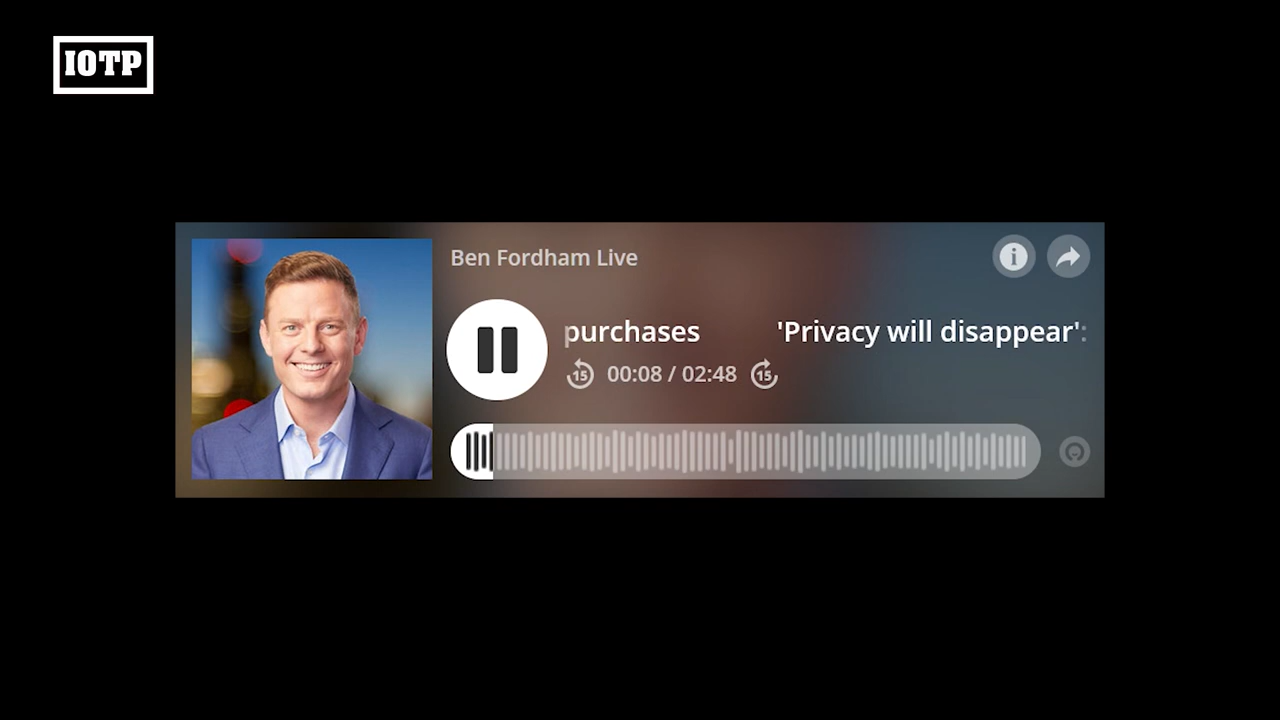 IOTP
Ben Fordham Live
purchases 'Privacy will disappear':
15 00:08 / 02:48 15